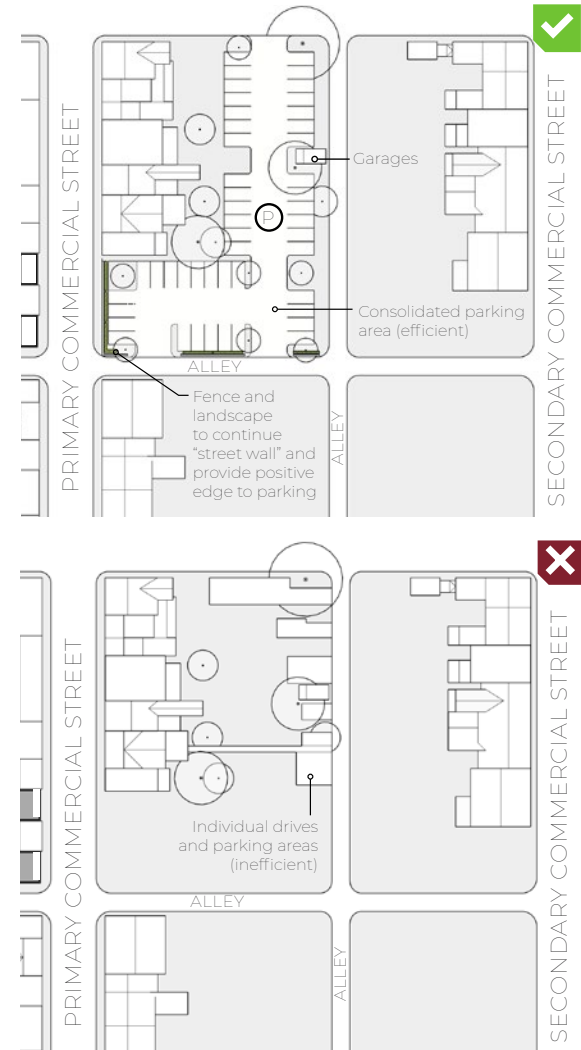 PRIMARY COMMERCIAL STREET
SECONDARY COMMERCIAL STREET
Garages
P
Consolidated parking
area (efficient)
ALLEY
Fence and
landscape
to continue
“street wall” and
provide positive
edge to parking
ALLEY
PRIMARY COMMERCIAL STREET
SECONDARY COMMERCIAL STREET
Individual drives
and parking areas
(inefficient)
ALLEY
ALLEY